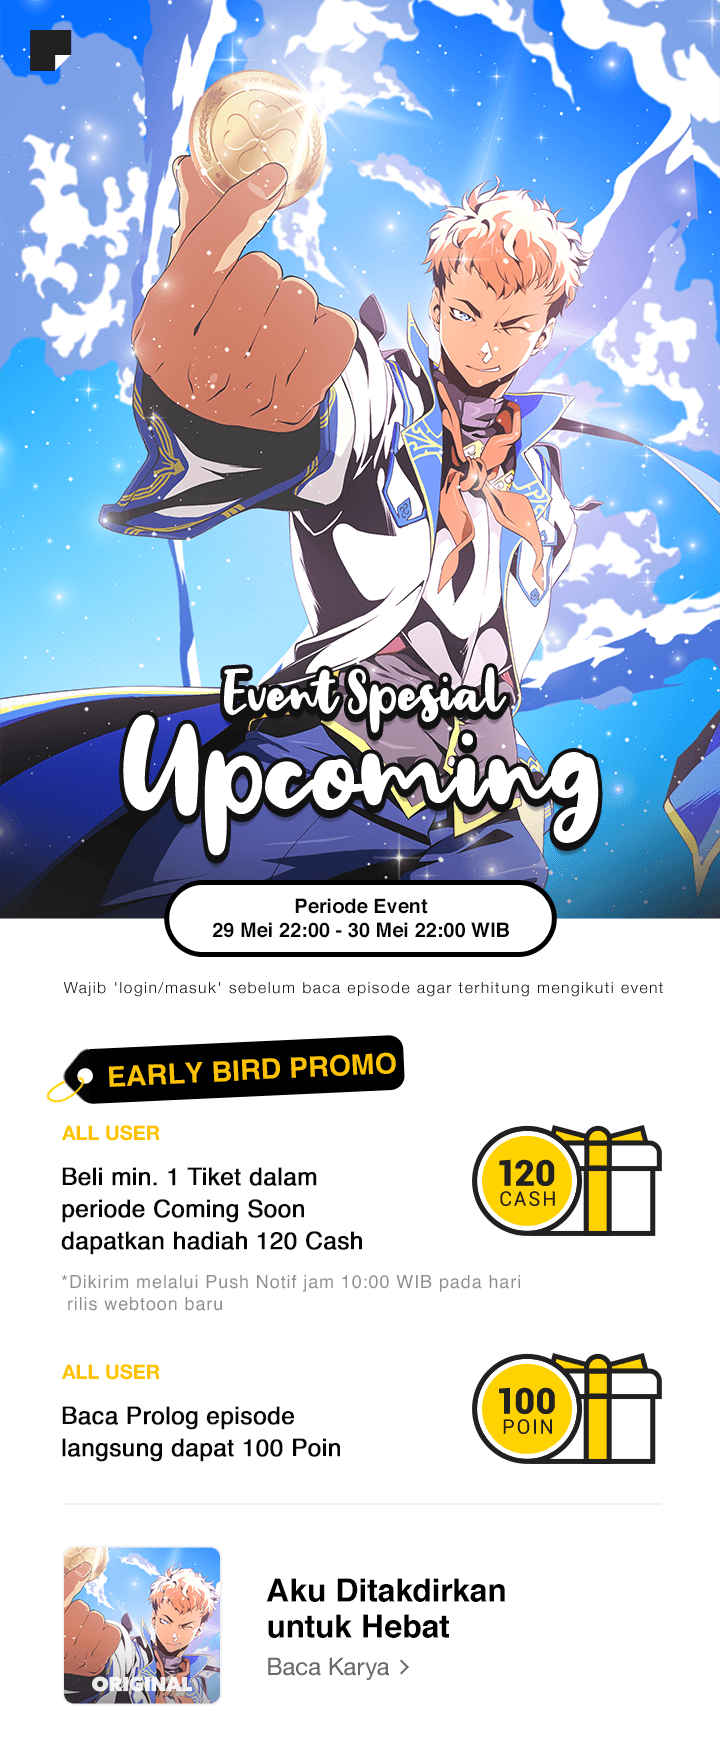 Event Spesial
Upcoming
Periode Event
29 Mei 22:00 - 30 Mei 22:00 WIB
Wajib 'login/masuk' sebelum baca episode agar terhitung mengikuti event
EARLY BIRD PROMO
ALL USER
Beli min. 1 Tiket dalam
periode Coming Soon
dapatkan hadiah 120 Cash
120
CASH
*Dikirim melalui Push Notif jam 10:00 WIB pada hari
rilis webtoon baru
ALL USER
Baca Prolog episode
langsung dapat 100 Poin
100
POIN
ORIGINAL
Aku Ditakdirkan
untuk Hebat
Baca Karya >